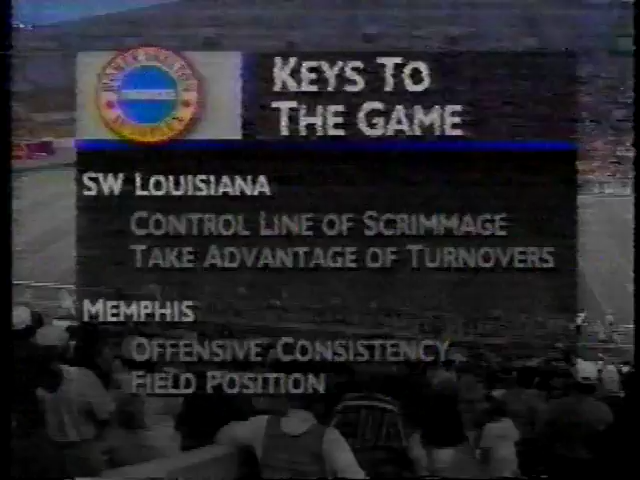 KEYS TO
THE GAME
SW LOUISIANA
CONTROL LINE OF SCRIMMAGE
TAKE ADVANTAGE OF TURNOVERS
MEMPHIS
OFFENSIVE CONSISTENCY
FIELD POSITION